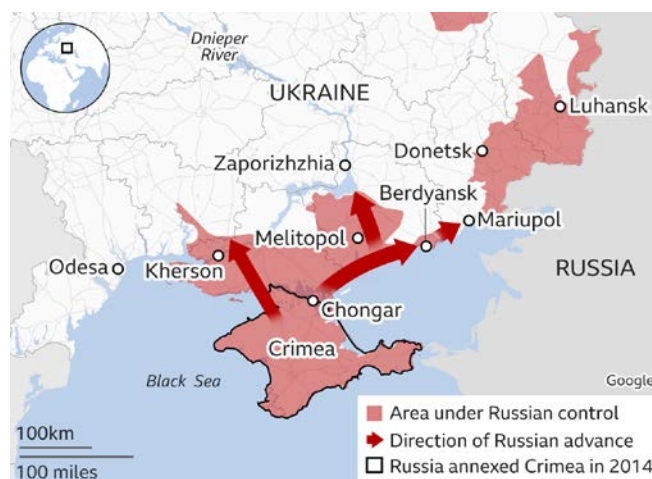 Dnieper
River
UKRAINE
Luhansk
Zaporizhzhia
Donetsk
Berdyansk
Mariupol
Melitopol
Odesa
Kherson
RUSSIA
Chongar
Crimea
Black Sea
Google
Area under Russian control
100km
Direction of Russian advance
100 miles
Russia annexed Crimea in 2014